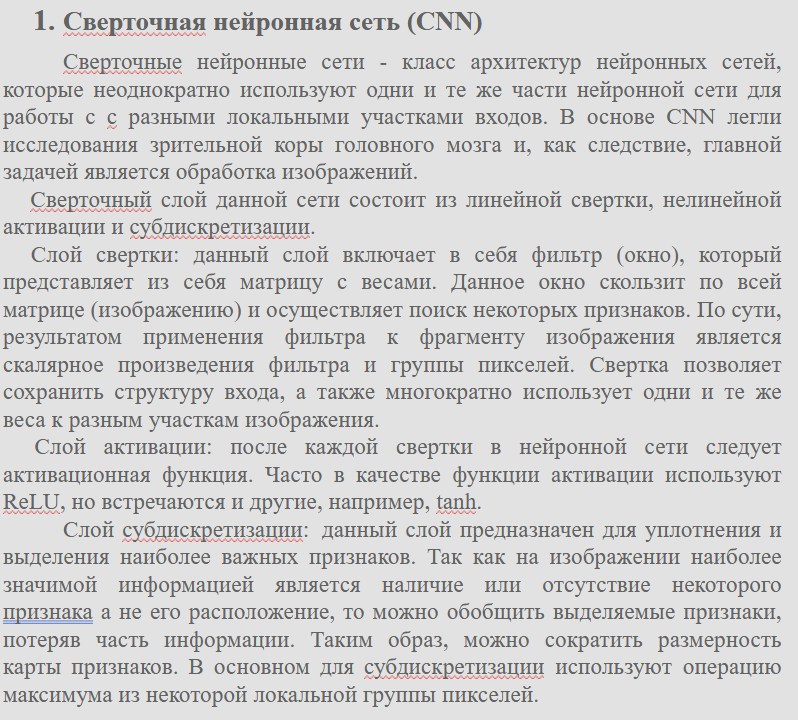 1. Сверточная нейронная сеть (CNN)
Сверточные нейронные сети - класс архитектур нейронных сетей,
которые неоднократно используют одни и те же части нейронной сети для
работы с с разными локальными участками входов. В основе CNN легли
исследования зрительной коры головного мозга и, как следствие, главной
задачей является обработка изображений.
Сверточный слой данной сети состоит из линейной свертки, нелинейной
активации и субдискретизации.
Слой свертки: данный слой включает в себя фильтр (окно), который
представляет из себя матрицу с весами. Данное окно скользит по всей
матрице (изображению) и осуществляет поиск некоторых признаков. По сути,
результатом применения фильтра к фрагменту изображения является
скалярное произведения фильтра и группы пикселей. Свертка позволяет
сохранить структуру входа, а также многократно использует одни и те же
веса к разным участкам изображения.
Слой активации: после каждой свертки в нейронной сети следует
активационная функция. Часто в качестве функции активации используют
ReLU, но встречаются и другие, например, tanh.
Слой субдискретизации: данный слой предназначен для уплотнения и
выделения наиболее важных признаков. Так как на изображении наиболее
значимой информацией является наличие или отсутствие некоторого
признака а не его расположение, то можно обобщить выделяемые признаки,
потеряв часть информации. Таким образ, можно сократить размерность
карты признаков. В основном для субдискретизации используют операцию
максимума из некоторой локальной группы пикселей.